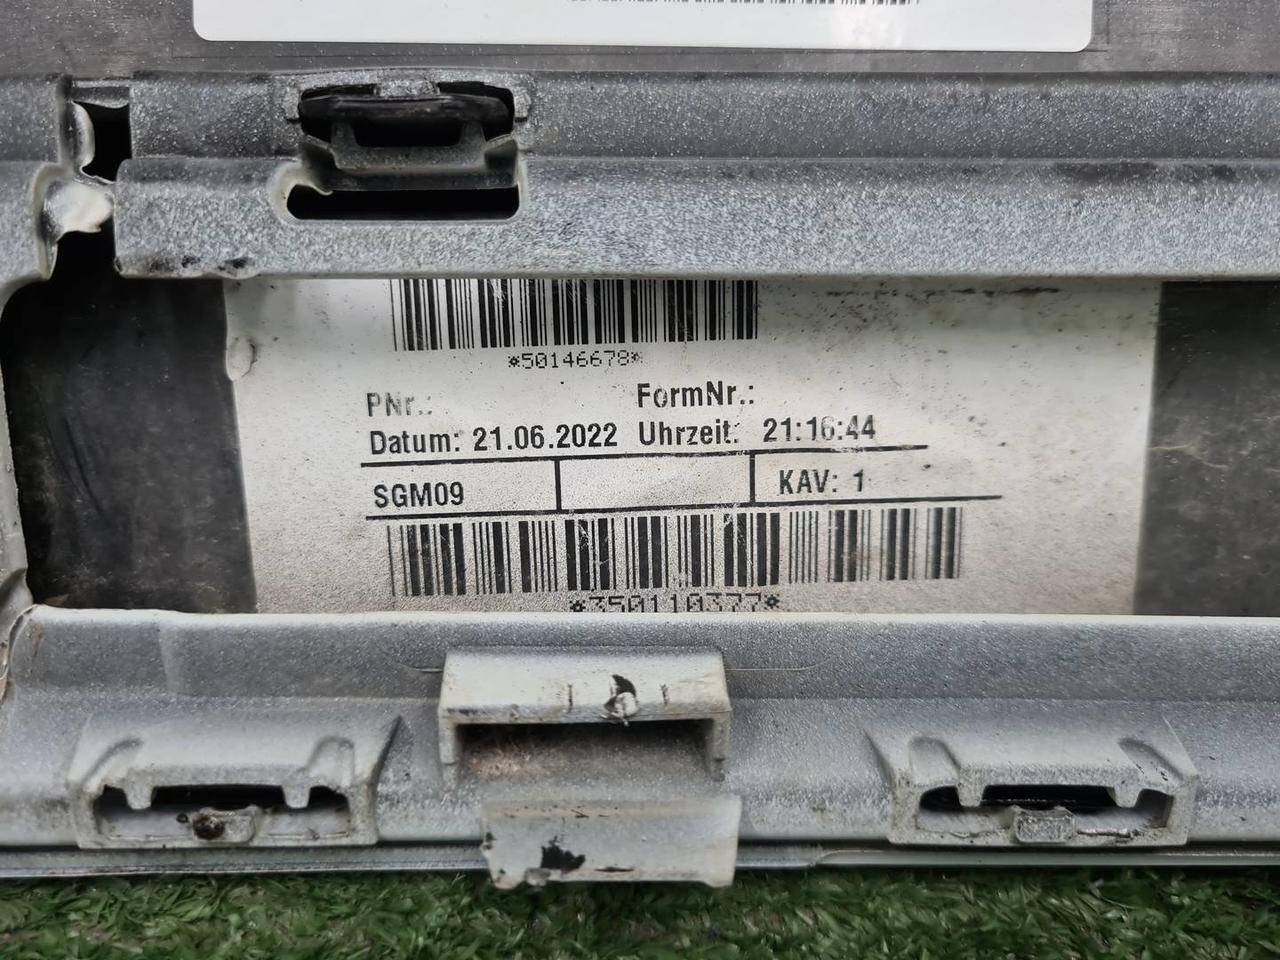 *50146678*
PNr.: FormNr.:
Datum: 21.06.2022 Uhrzeit: 21:16:44
SGM09 KAV: 1
*350110377*